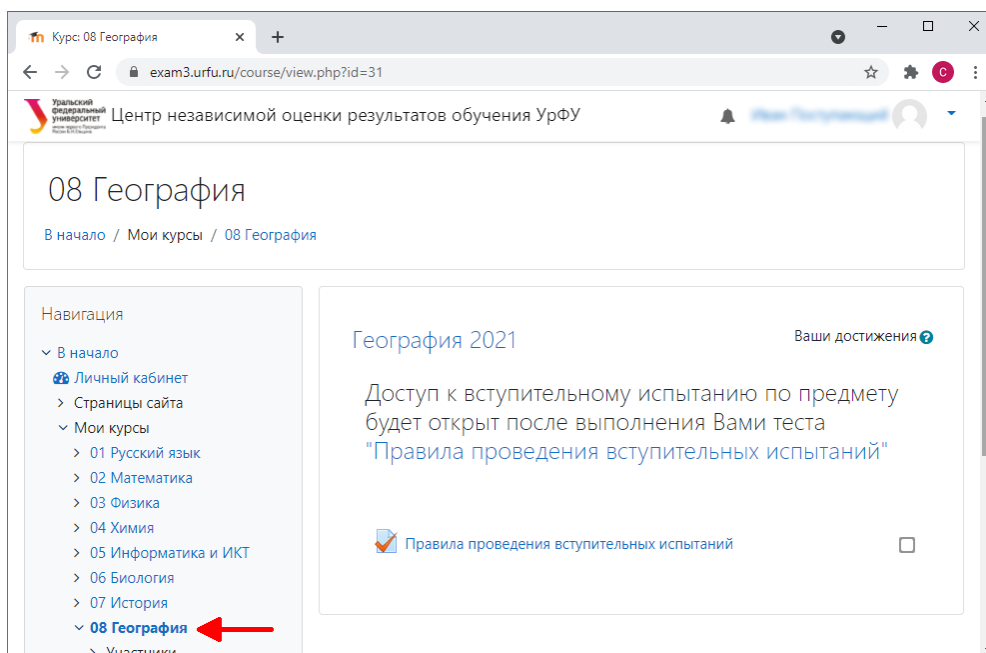 Курс: 08 География
exam3.urfu.ru/course/view.php?id=31
C
Уральский
федеральный
университет
Центр независимой оценки результатов обучения УрФУ
08 География
В начало / Мои курсы / 08 География
Навигация
В начало
Личный кабинет
Страницы сайта
Мои курсы
01 Русский язык
02 Математика
03 Физика
04 Химия
05 Информатика и ИКТ
06 Биология
07 История
08 География
Участники
География 2021
Ваши достижения
Доступ к вступительному испытанию по предмету
будет открыт после выполнения Вами теста
"Правила проведения вступительных испытаний"
Правила проведения вступительных испытаний